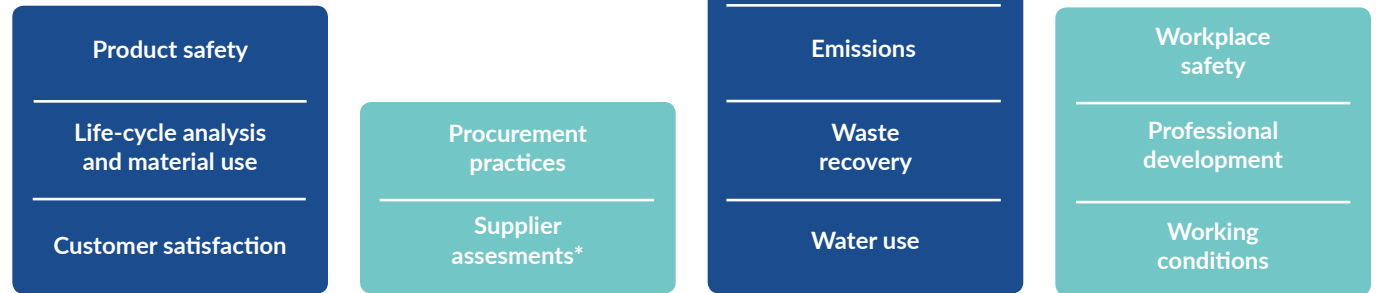 Product safety
Life-cycle analysis
and material use
Customer satisfaction
Procurement
practices
Supplier
assesments*
Emissions
Waste
recovery
Water use
Workplace
safety
Professional
development
Working
conditions